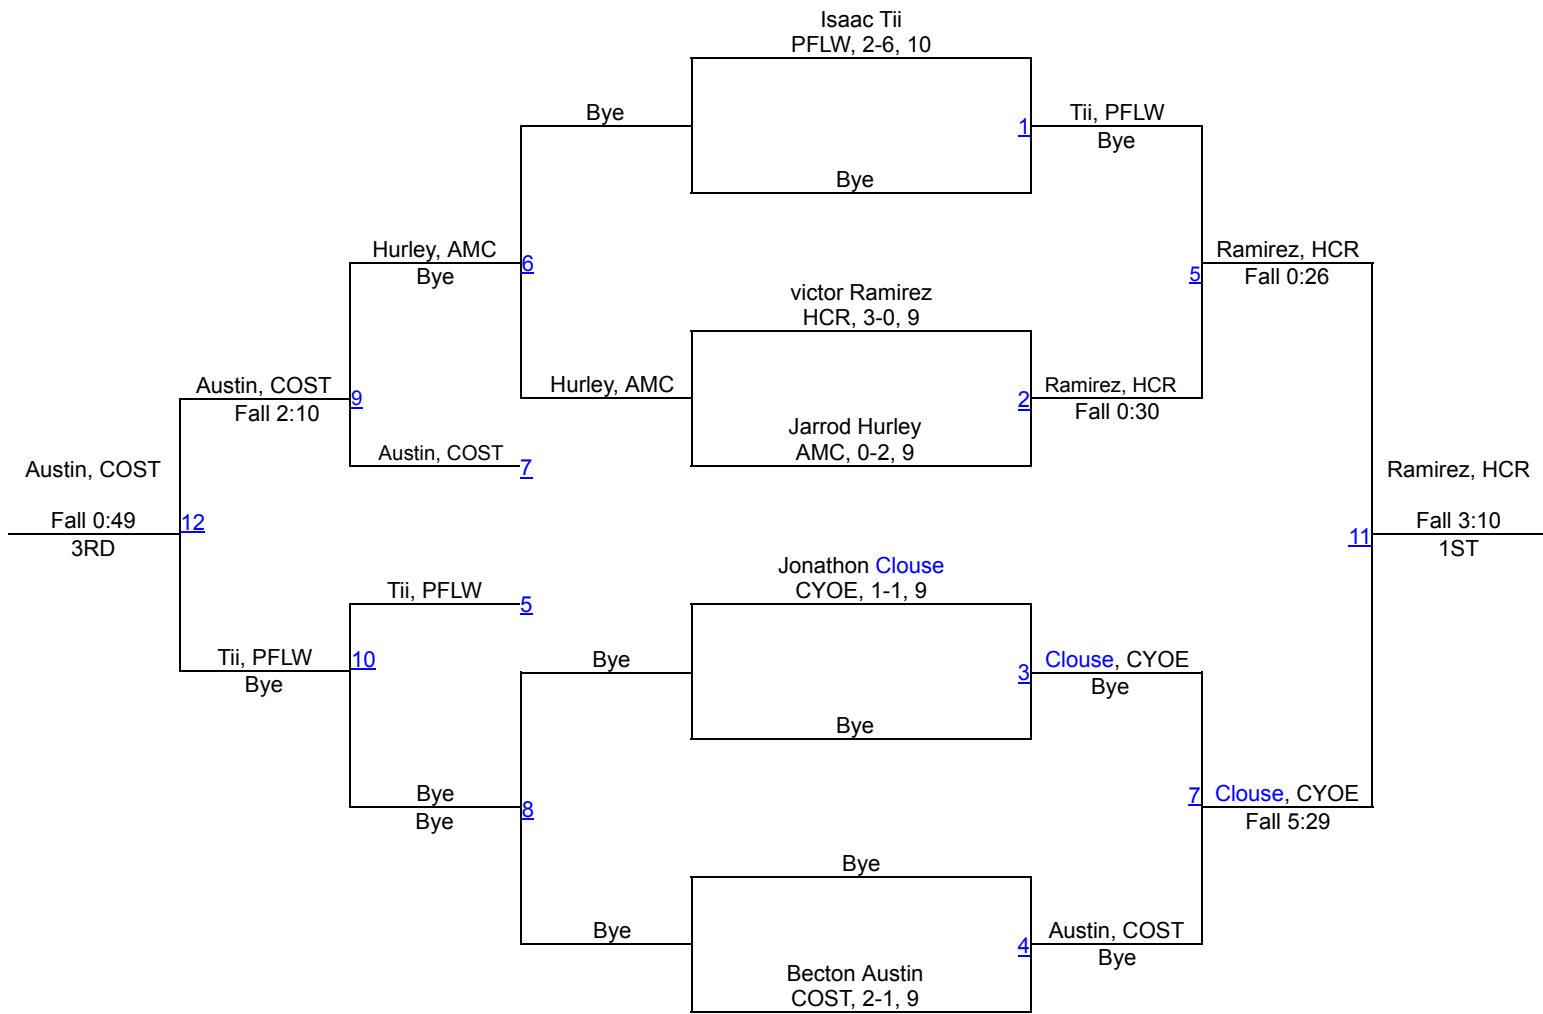 Isaac Tii
PFLW, 2-6, 10
Bye
1
Tii, PFLW
Bye
Bye
Hurley, AMC
Bye
6
5
Ramirez, HCR
Fall 0:26
victor Ramirez
HCR, 3-0, 9
Austin, COST
Fall 2:10
9
Hurley, AMC
2
Ramirez, HCR
Fall 0:30
Jarrod Hurley
AMC, 0-2, 9
Austin, COST
7
Austin, COST
Fall 0:49
3RD
12
Ramirez, HCR
Fall 3:10
1ST
11
Jonathon Clouse
CYOE, 1-1, 9
Tii, PFLW
5
Tii, PFLW
Bye
10
Bye
3
Clouse, CYOE
Bye
Bye
Bye
Bye
8
7
Clouse, CYOE
Fall 5:29
Bye
Bye
4
Austin, COST
Bye
Becton Austin
COST, 2-1, 9